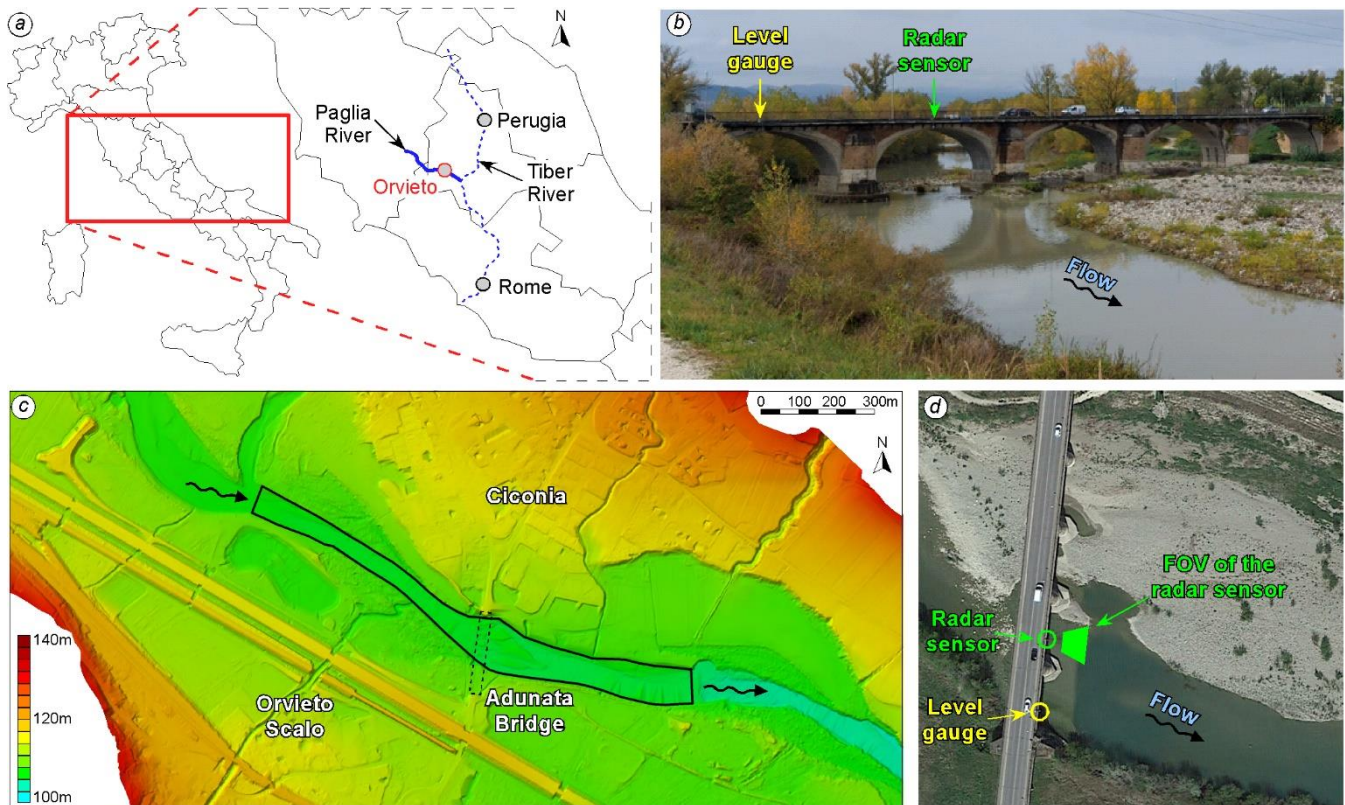 a
N
Paglia
River
Perugia
Orvieto
Tiber
River
Rome
b
Level
gauge
Radar
sensor
Flow
c
0 100 200 300m
N
Ciconia
140m
120m
100m
Orvieto
Scalo
Adunata
Bridge
d
FOV of the
radar sensor
Radar
sensor
Level
gauge
Flow